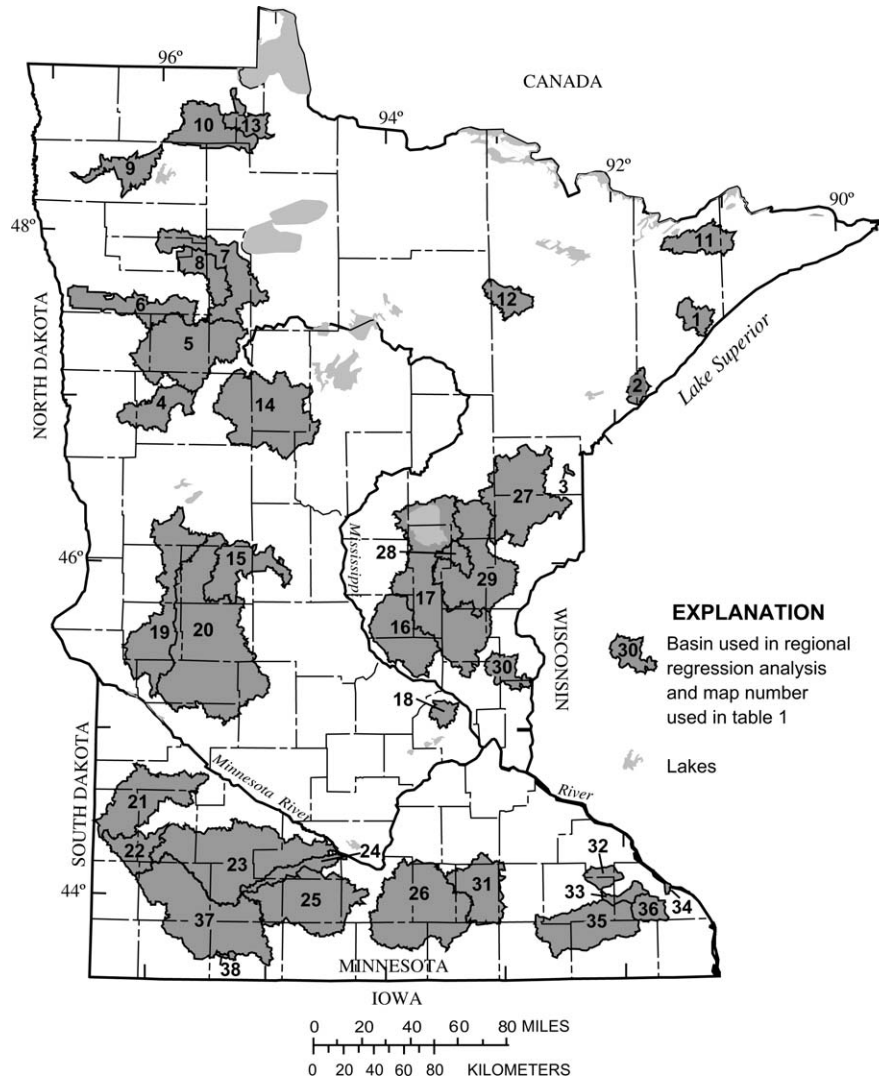 96º
CANADA
10
13
94º
9
92º
90º
48º
11
7
8
12
6
1
5
NORTH DAKOTA
Lake Superior
2
4
14
27
3
Mississippi
28
46º
15
29
17
WISCONSIN
EXPLANATION
19
20
16
30
Basin used in regional
regression analysis
and map number
used in table 1
30
18
Lakes
SOUTH DAKOTA
Minnesota River
River
21
22
23
24
32
44º
25
26
31
33
36
34
35
37
38
MINNESOTA
IOWA
0 20 40 60 80 MILES
0 20 40 60 80 KILOMETERS